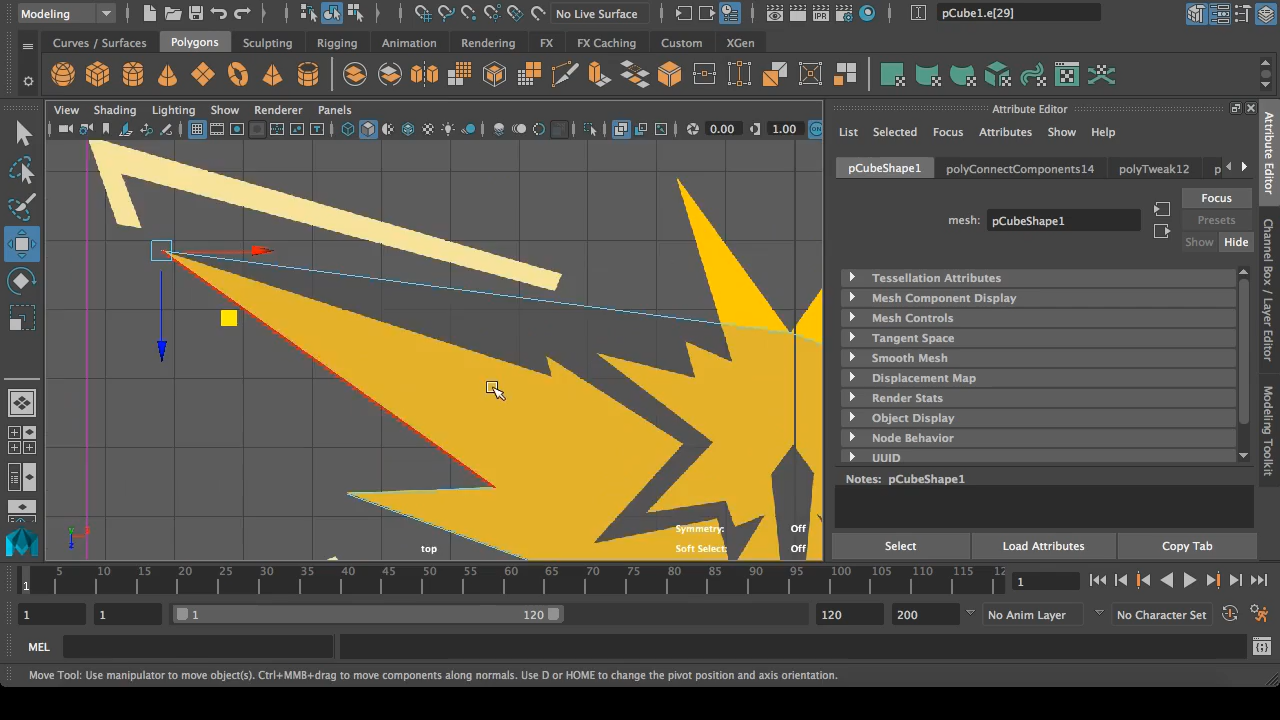 Modeling No Live Surface pCube1.e[29]
Curves / Surfaces Polygons Sculpting Rigging Animation Rendering FX FX Caching Custom XGen
View Shading Lighting Show Renderer Panels
0.00 1.00 ON
IPR
Symmetry: Off
Soft Select: Off
top
Attribute Editor
List Selected Focus Attributes Show Help
pCubeShape1 polyConnectComponents14 polyTweak12 p
Focus
mesh: pCubeShape1
Presets
Show Hide
Tessellation Attributes
Mesh Component Display
Mesh Controls
Tangent Space
Smooth Mesh
Displacement Map
Render Stats
Object Display
Node Behavior
UUID
Notes: pCubeShape1
Select Load Attributes Copy Tab
Attribute Editor
Channel Box / Layer Editor
Modeling Toolkit
1 5 10 15 20 25 30 35 40 45 50 55 60 65 70 75 80 85 90 95 100 105 110 115 12 1
1 1 1 120 120 200 No Anim Layer No Character Set
MEL
Move Tool: Use manipulator to move object(s). Ctrl+MMB+drag to move components along normals. Use D or HOME to change the pivot position and axis orientation.